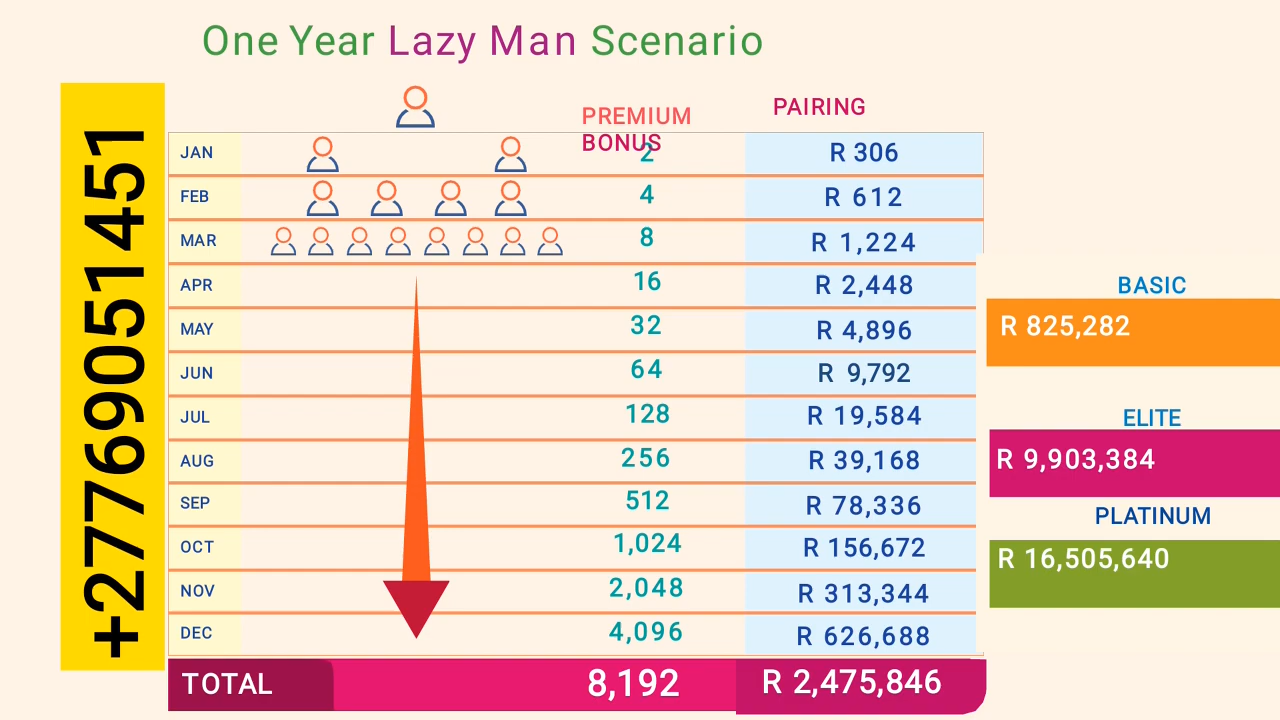 One Year Lazy Man Scenario
+27769051451
PREMIUM
BONUS
PAIRING
JAN 2 R 306
FEB 4 R 612
MAR 8 R 1,224
APR 16 R 2,448
MAY 32 R 4,896
JUN 64 R 9,792
JUL 128 R 19,584
AUG 256 R 39,168
SEP 512 R 78,336
OCT 1,024 R 156,672
NOV 2,048 R 313,344
DEC 4,096 R 626,688
TOTAL 8,192 R 2,475,846
BASIC
R 825,282
ELITE
R 9,903,384
PLATINUM
R 16,505,640